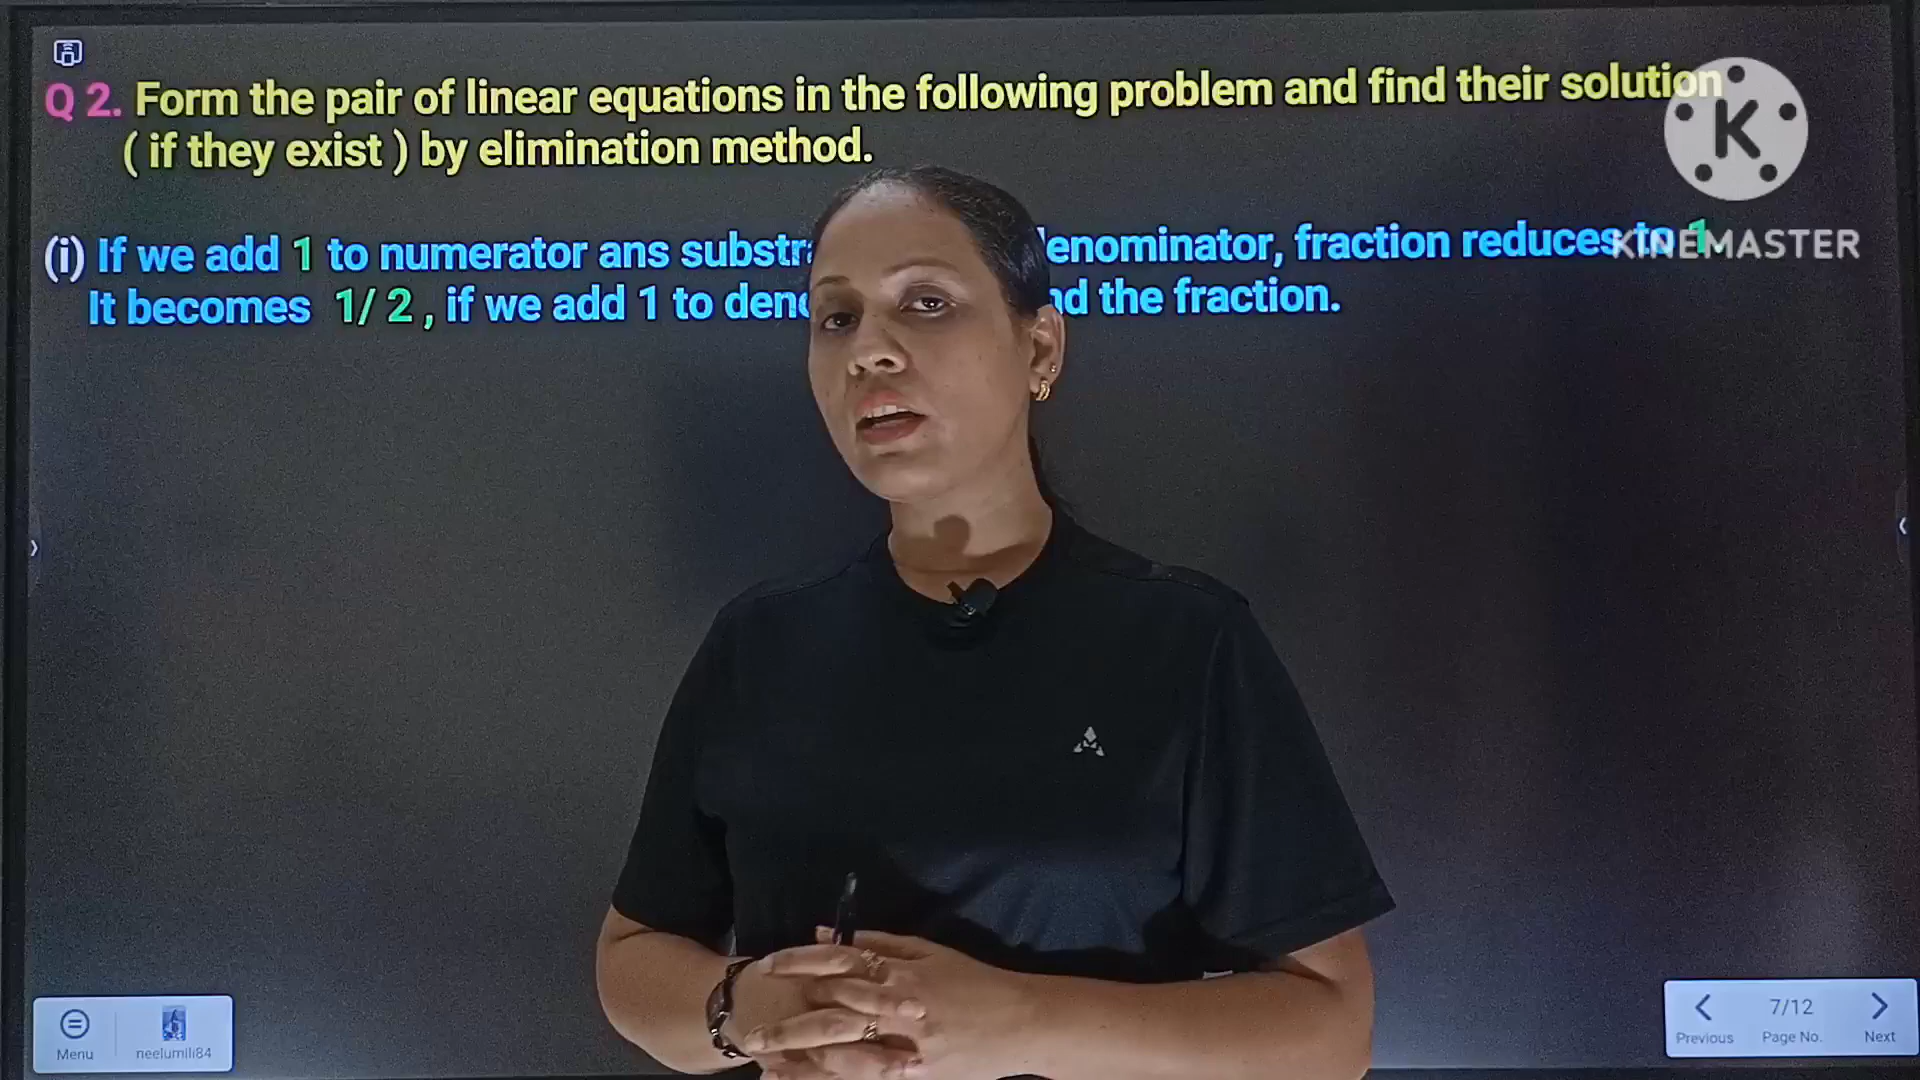 Q 2. Form the pair of linear equations in the following problem and find their solution
( if they exist ) by elimination method.
(i) If we add 1 to numerator ans enominator, fraction reduces to 1.
It becomes 1/ 2 , if we add 1 to the fraction.
K
KINEMASTER
Menu
neelumili84
7/12
Previous
Page No.
Next